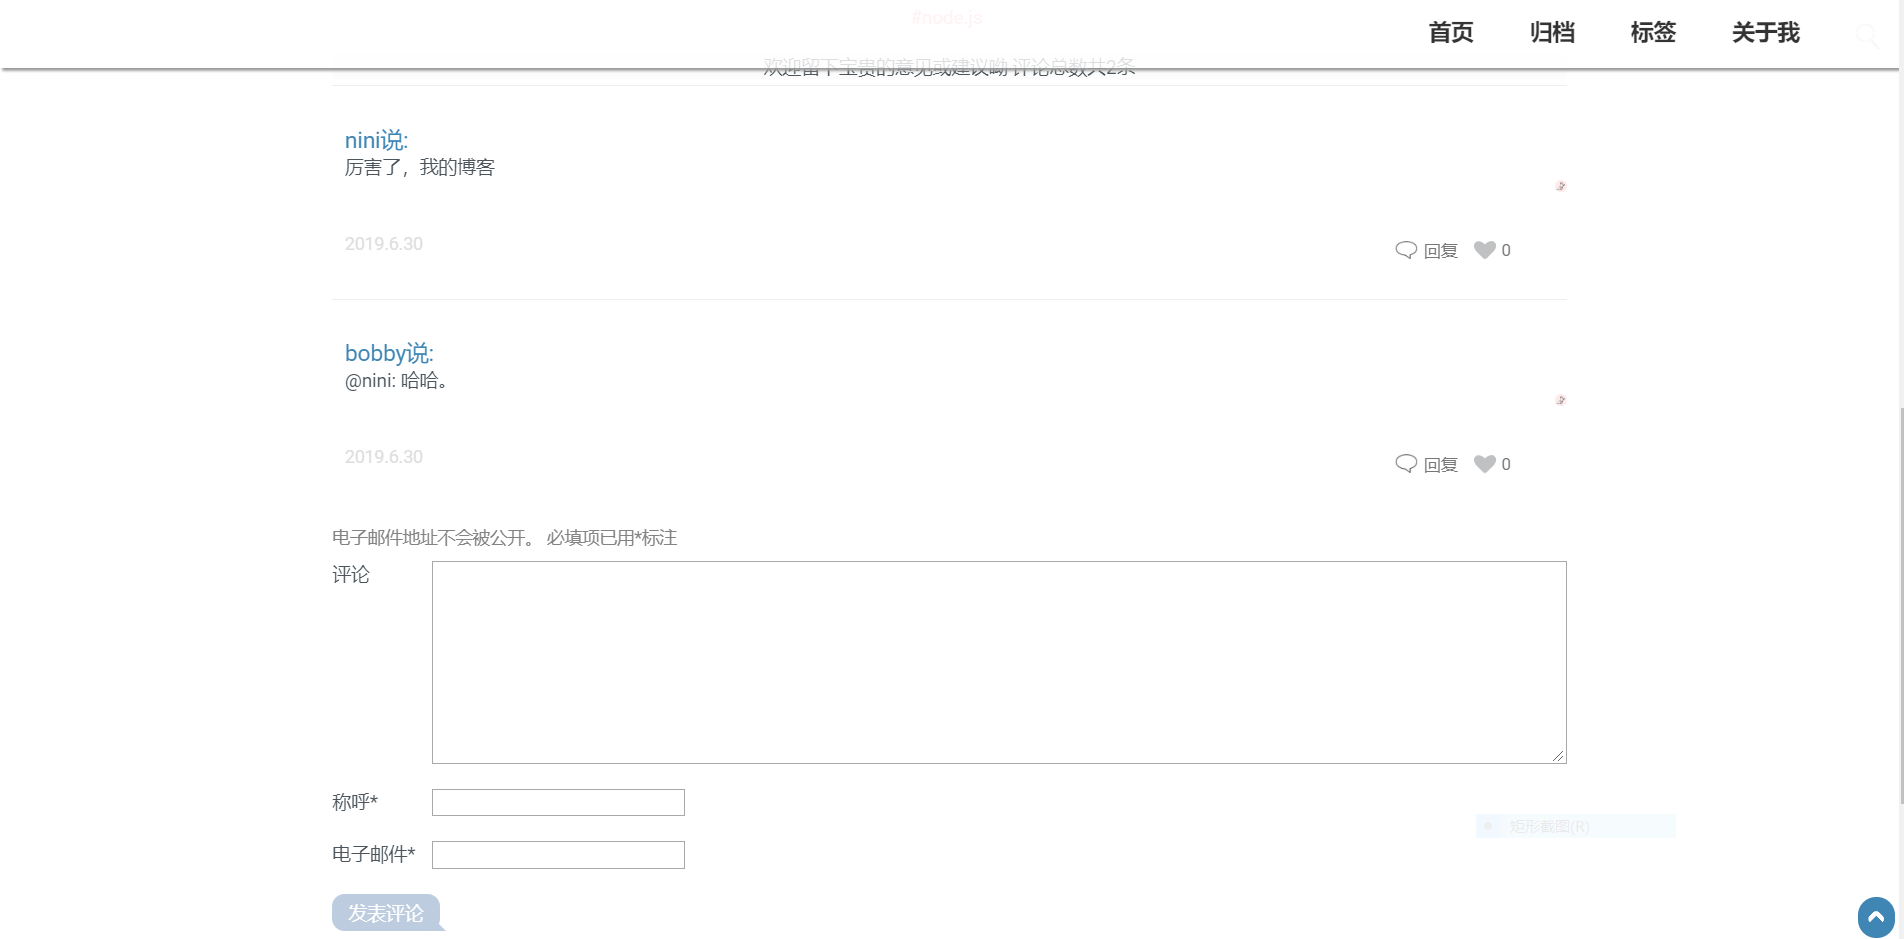 #node.js
首页 归档 标签 关于我
欢迎留下宝贵的意见或建议呦 评论总数共2条
nini说:
厉害了，我的博客
2019.6.30
回复 0
bobby说:
@nini: 哈哈。
2019.6.30
回复 0
电子邮件地址不会被公开。 必填项已用*标注
评论
称呼*
矩形截图(R)
电子邮件*
发表评论